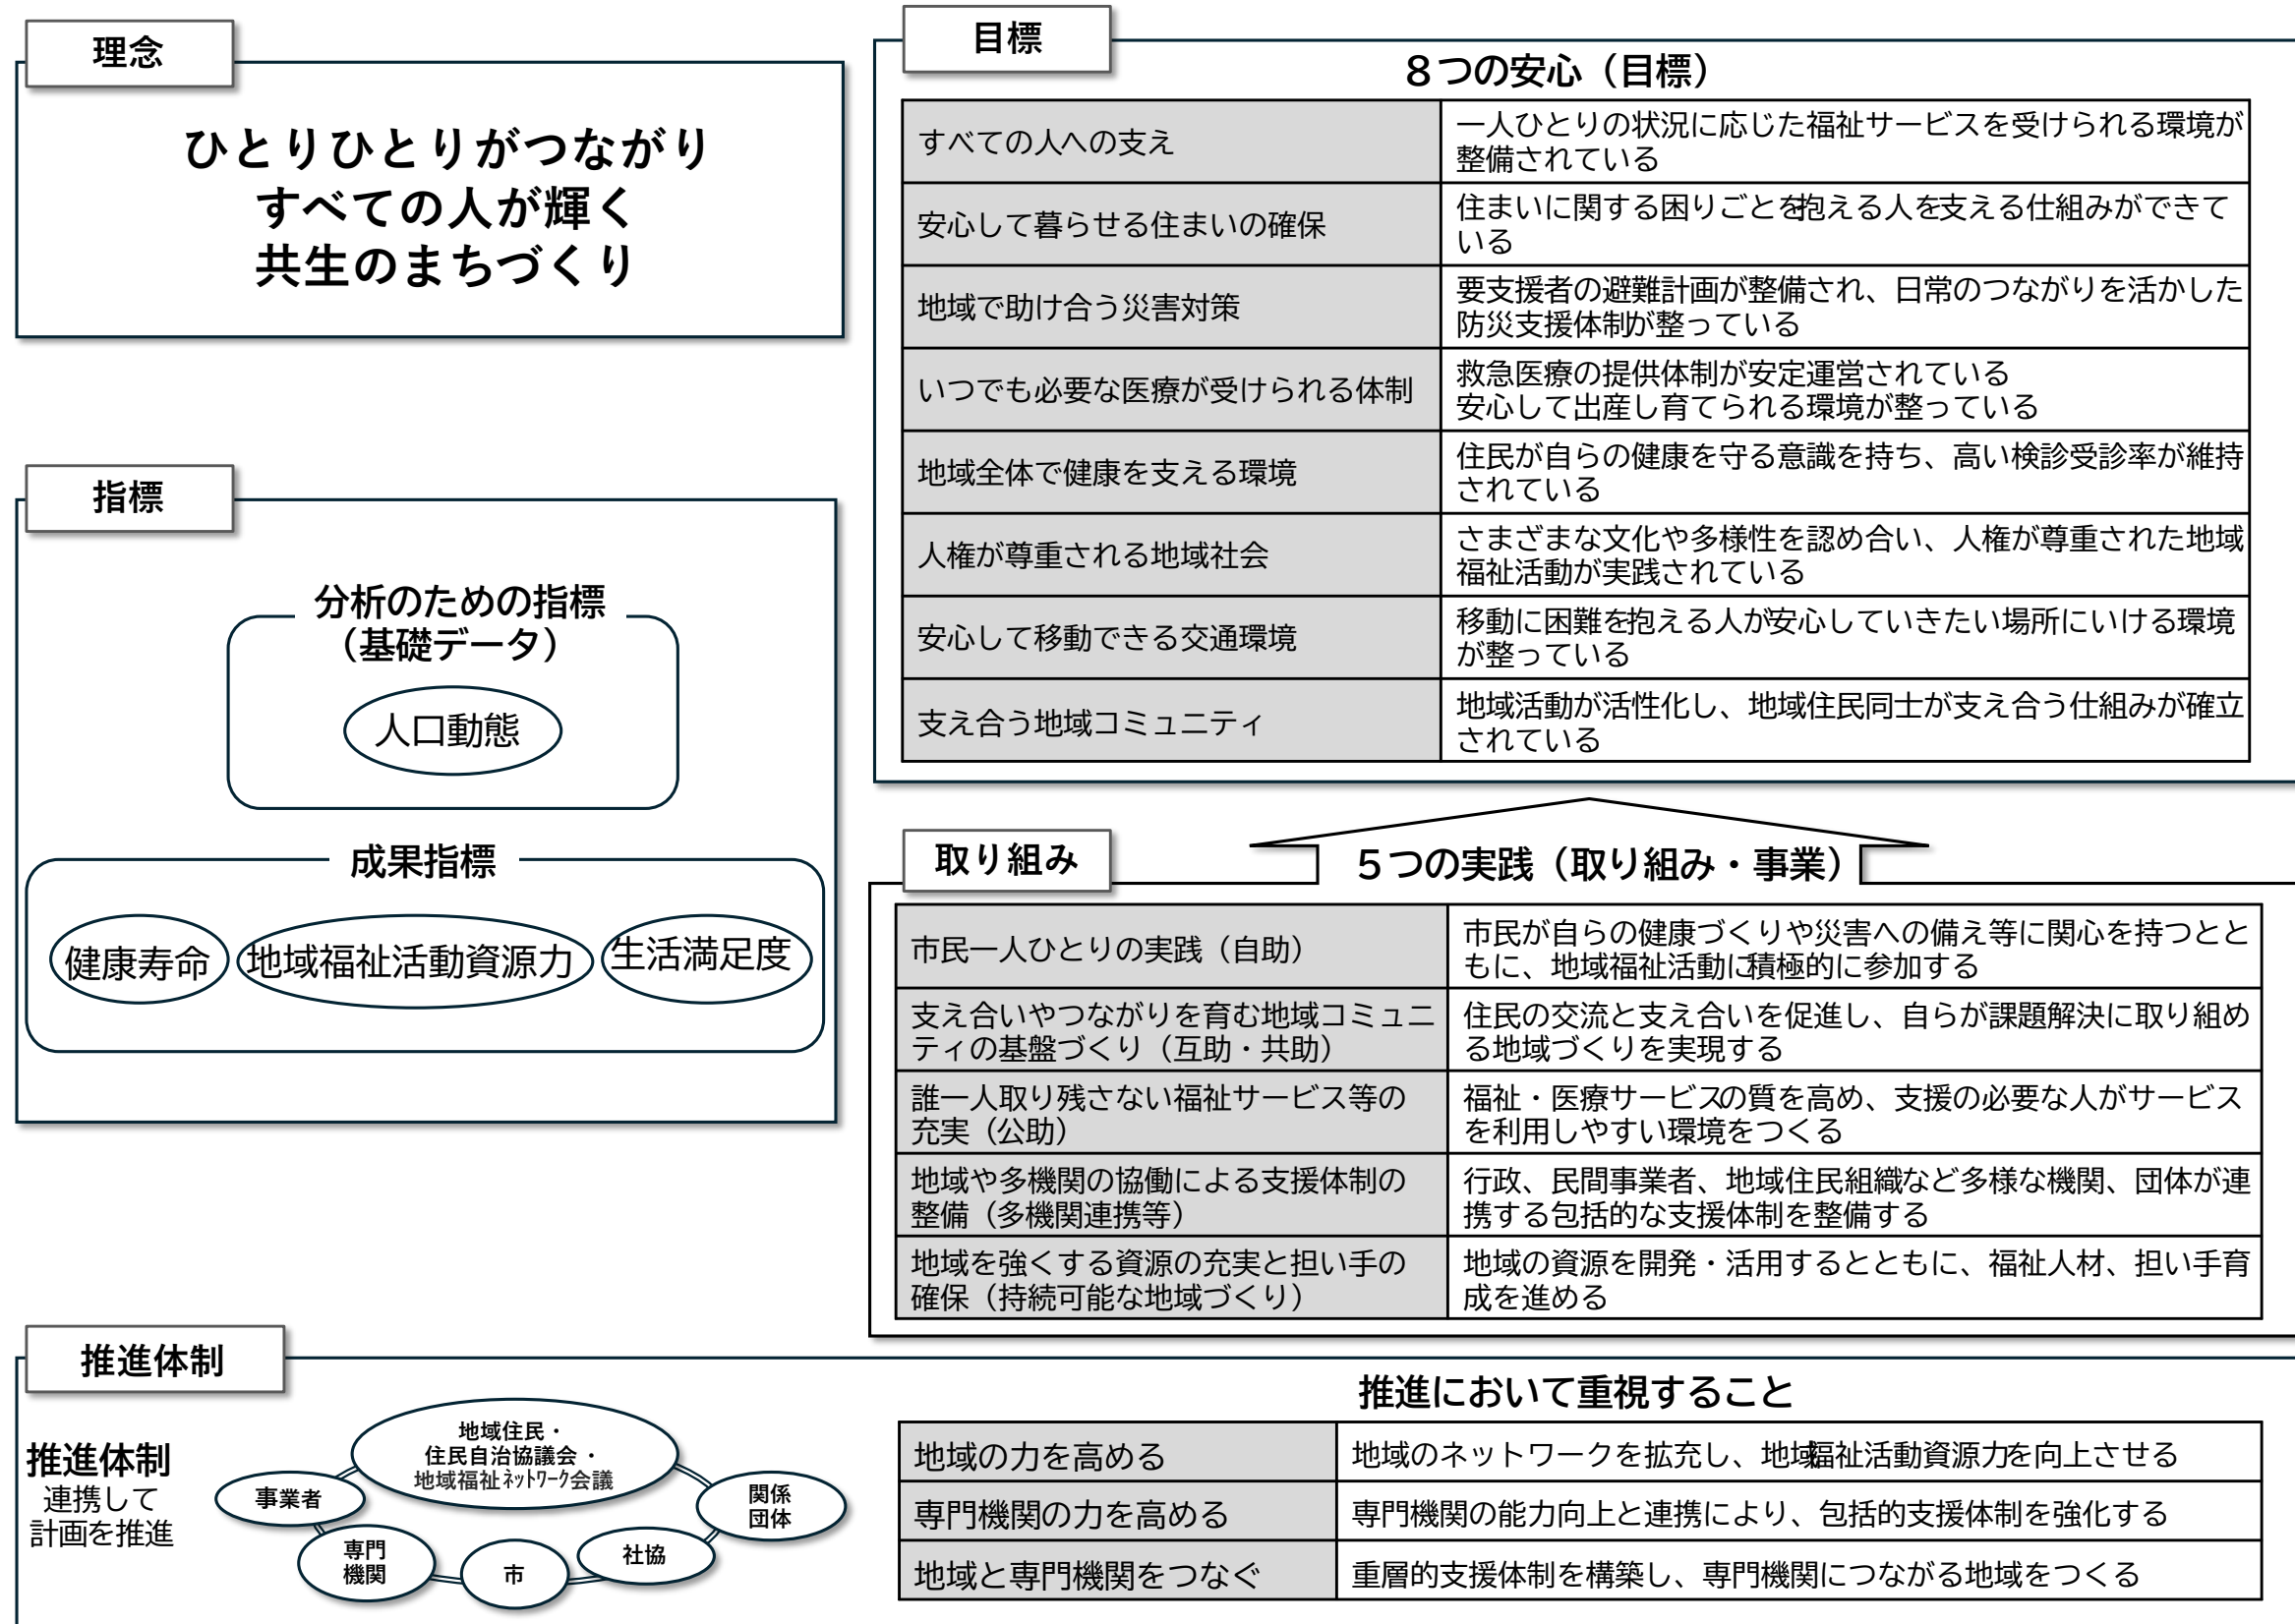 理念
ひとりひとりがつながり
すべての人が輝く
共生のまちづくり
指標
分析のための指標
（基礎データ）
人口動態
成果指標
健康寿命
地域福祉活動資源力
生活満足度
目標
８つの安心（目標）
すべての人への支え
一人ひとりの状況に応じた福祉サービスを受けられる環境が
整備されている
安心して暮らせる住まいの確保
住まいに関する困りごとを抱える人を支える仕組みができて
いる
地域で助け合う災害対策
要支援者の避難計画が整備され、日常のつながりを活かした
防災支援体制が整っている
いつでも必要な医療が受けられる体制
救急医療の提供体制が安定運営されている
安心して出産し育てられる環境が整っている
地域全体で健康を支える環境
住民が自らの健康を守る意識を持ち、高い検診受診率が維持
されている
人権が尊重される地域社会
さまざまな文化や多様性を認め合い、人権が尊重された地域
福祉活動が実践されている
安心して移動できる交通環境
移動に困難を抱える人が安心していきたい場所にいける環境
が整っている
支え合う地域コミュニティ
地域活動が活性化し、地域住民同士が支え合う仕組みが確立
されている
取り組み
５つの実践（取り組み・事業）
市民一人ひとりの実践（自助）
市民が自らの健康づくりや災害への備え等に関心を持つとと
もに、地域福祉活動に積極的に参加する
支え合いやつながりを育む地域コミュニ
ティの基盤づくり（互助・共助）
住民の交流と支え合いを促進し、自らが課題解決に取り組め
る地域づくりを実現する
誰一人取り残さない福祉サービス等の
充実（公助）
福祉・医療サービスの質を高め、支援の必要な人がサービス
を利用しやすい環境をつくる
地域や多機関の協働による支援体制の
整備（多機関連携等）
行政、民間事業者、地域住民組織など多様な機関、団体が連
携する包括的な支援体制を整備する
地域を強くする資源の充実と担い手の
確保（持続可能な地域づくり）
地域の資源を開発・活用するとともに、福祉人材、担い手育
成を進める
推進体制
推進体制
連携して
計画を推進
地域住民・
住民自治協議会・
地域福祉ﾈｯﾄﾜｰｸ会議
事業者
関係
団体
専門
機関
市
社協
推進において重視すること
地域の力を高める
地域のネットワークを拡充し、地域福祉活動資源力を向上させる
専門機関の力を高める
専門機関の能力向上と連携により、包括的支援体制を強化する
地域と専門機関をつなぐ
重層的支援体制を構築し、専門機関につながる地域をつくる